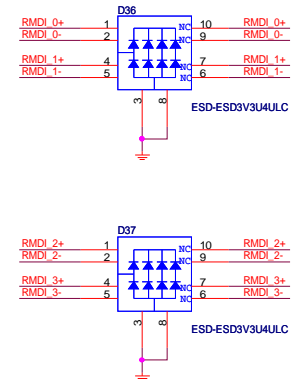 D36
RMDI_0+ 1 NC 10 RMDI_0+
RMDI_0- 2 NC 9 RMDI_0-
RMDI_1+ 4 NC 7 RMDI_1+
RMDI_1- 5 NC 6 RMDI_1-
3 8
ESD-ESD3V3U4ULC
D37
RMDI_2+ 1 NC 10 RMDI_2+
RMDI_2- 2 NC 9 RMDI_2-
RMDI_3+ 4 NC 7 RMDI_3+
RMDI_3- 5 NC 6 RMDI_3-
3 8
ESD-ESD3V3U4ULC